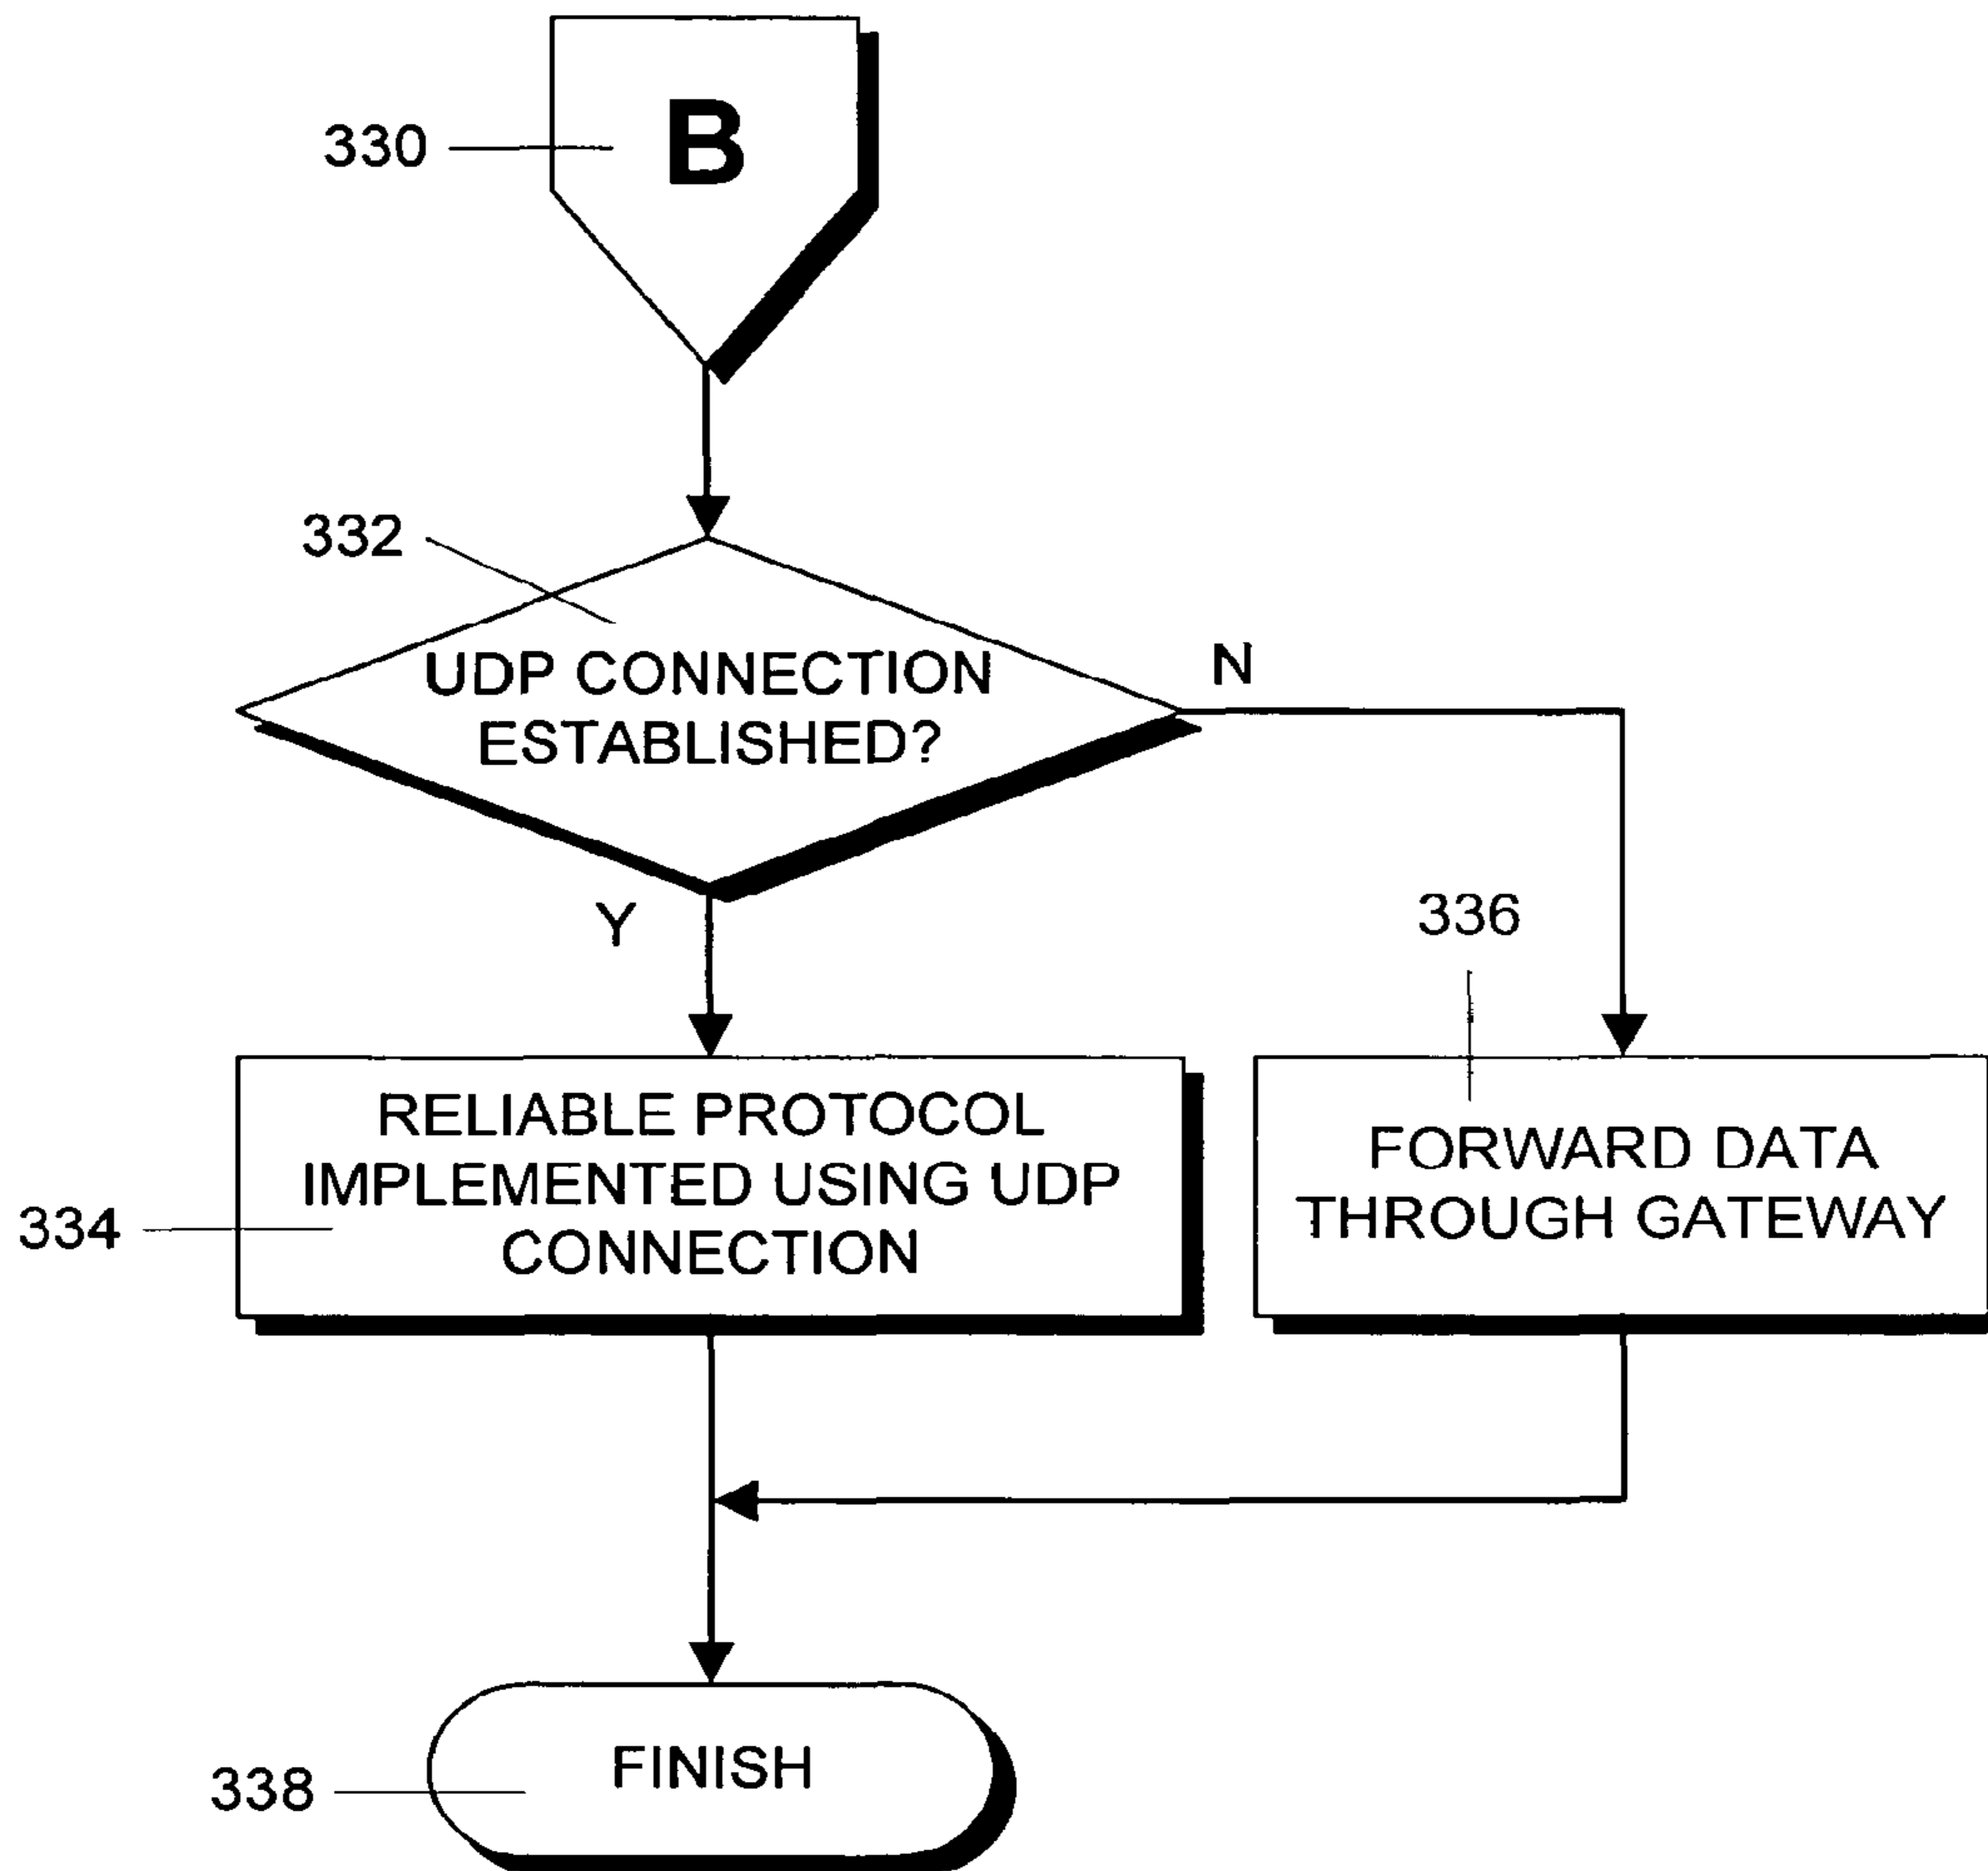 B
330
332
UDP CONNECTION
ESTABLISHED?
N
Y
336
RELIABLE PROTOCOL
IMPLEMENTED USING UDP
CONNECTION
334
FORWARD DATA
THROUGH GATEWAY
FINISH
338